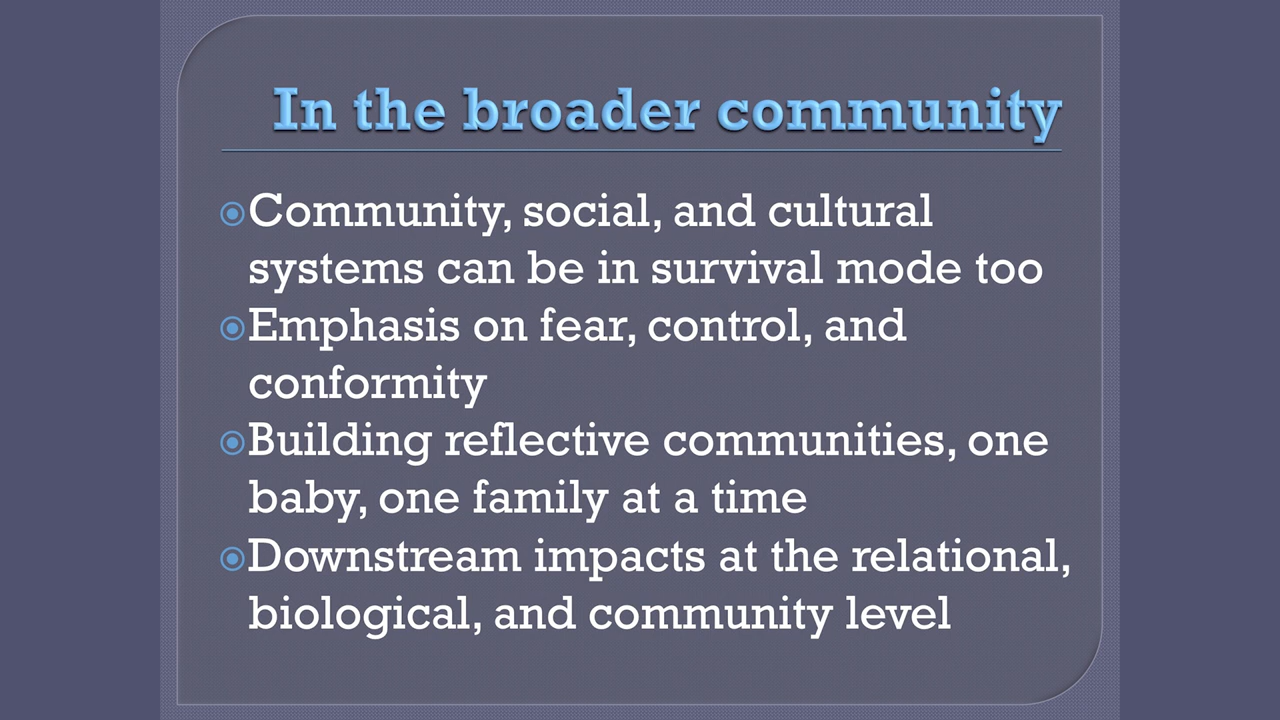 In the broader community
Community, social, and cultural
systems can be in survival mode too
Emphasis on fear, control, and
conformity
Building reflective communities, one
baby, one family at a time
Downstream impacts at the relational,
biological, and community level